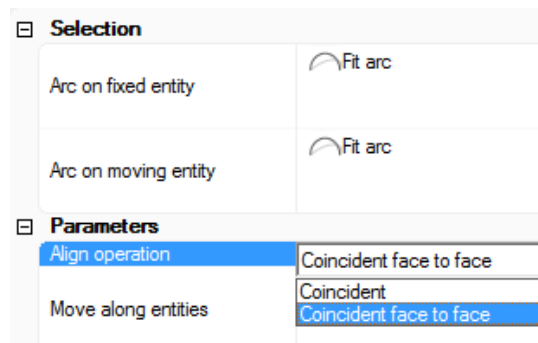 Selection
Arc on fixed entity
Fit arc
Arc on moving entity
Fit arc
Parameters
Align operation
Coincident face to face
Move along entities
Coincident
Coincident face to face